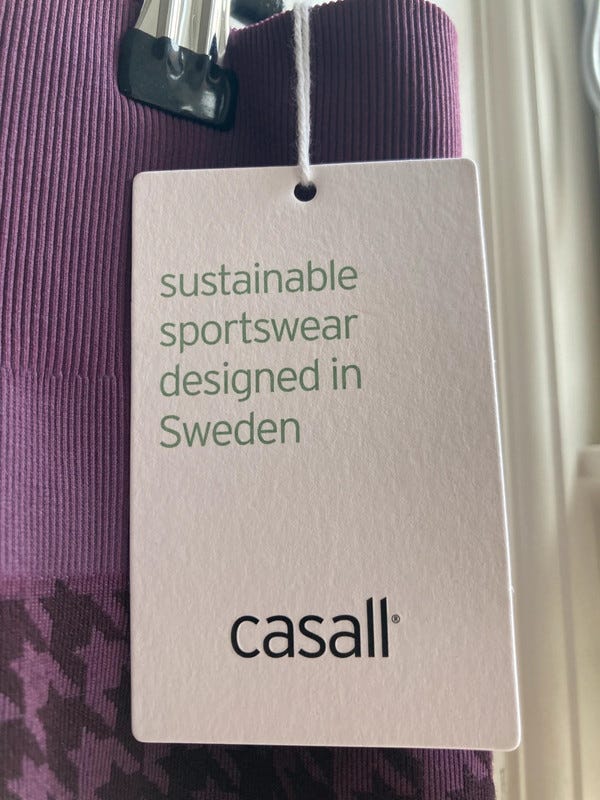 sustainable
sportswear
designed in
Sweden
casall®